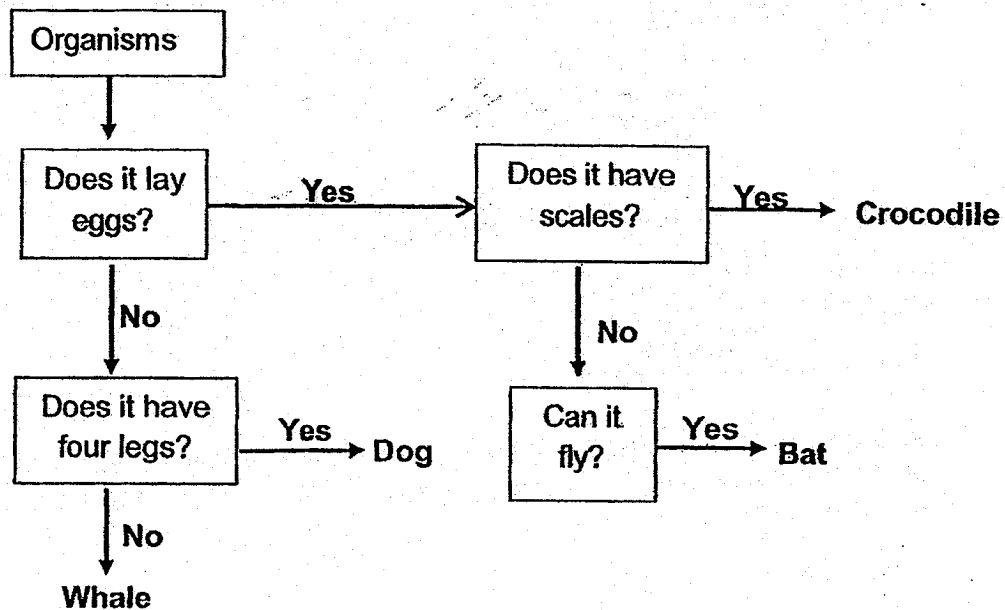 Organisms
Does it lay
eggs?
Yes
Does it have
scales?
Yes
Crocodile
No
No
Does it have
four legs?
Yes
Dog
Can it
fly?
Yes
Bat
No
Whale